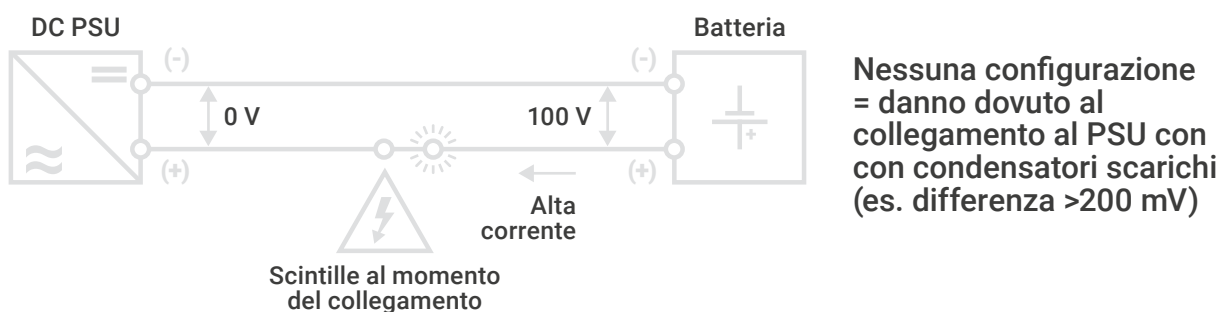 DC PSU
Batteria
(-)
(-)
0 V
100 V
(+)
(+)
Alta
corrente
Scintille al momento
del collegamento
Nessuna configurazione
= danno dovuto al
collegamento al PSU con
con condensatori scarichi
(es. differenza >200 mV)